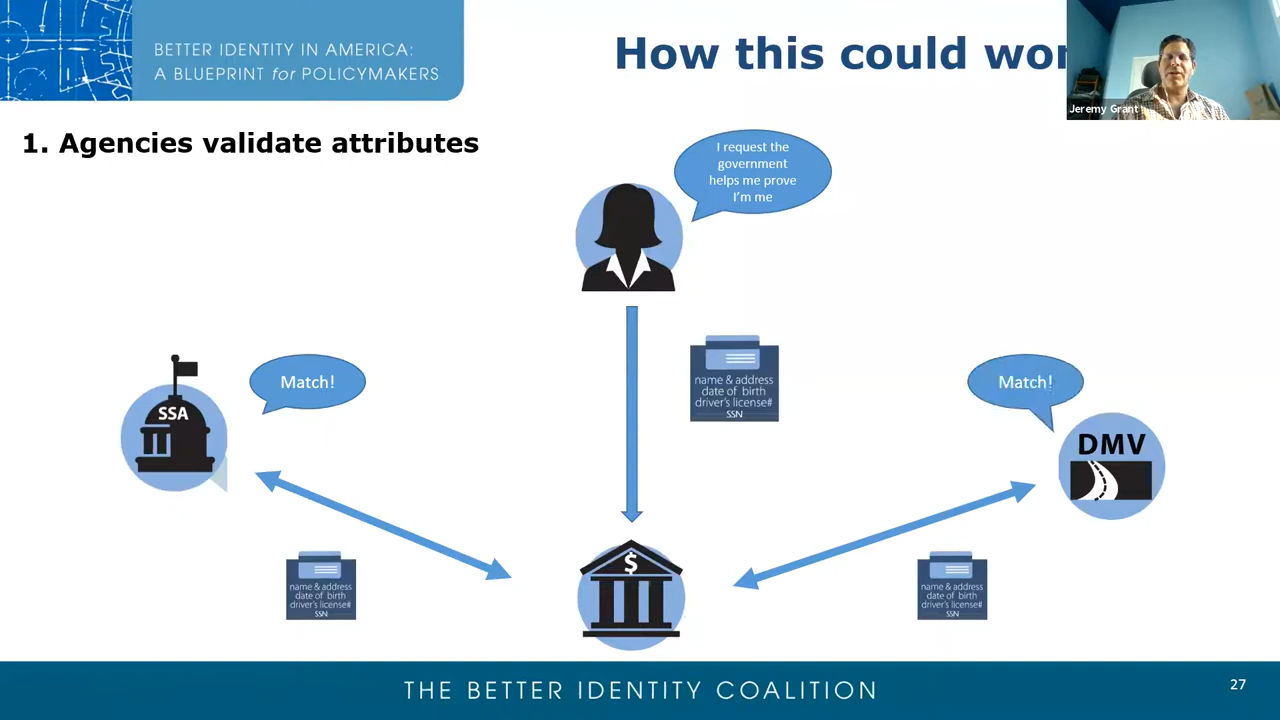 BETTER IDENTITY IN AMERICA:
A BLUEPRINT for POLICYMAKERS
How this could wor
Jeremy Grant
1. Agencies validate attributes
I request the
government
helps me prove
I'm me
name & address
date of birth
driver's license#
SSN
Match!
SSA
Match!
DMV
name & address
date of birth
driver's license#
SSN
$
name & address
date of birth
driver's license#
SSN
THE BETTER IDENTITY COALITION
27